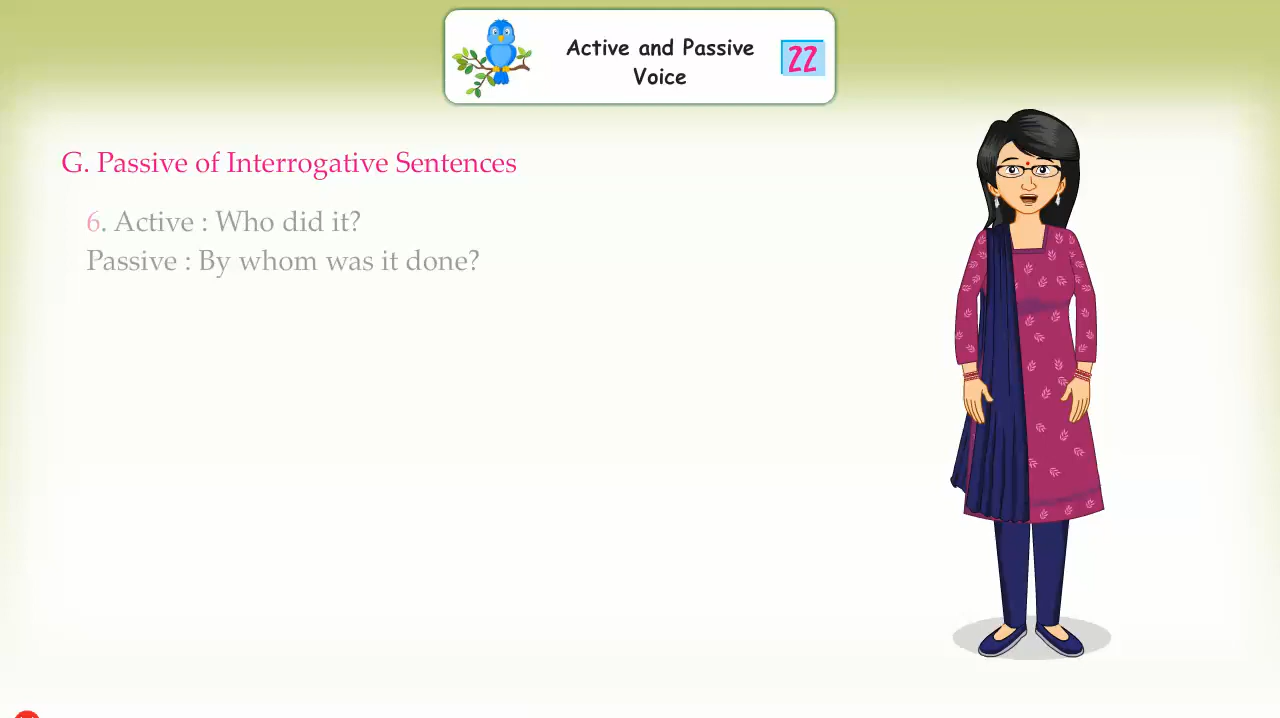 Active and Passive
Voice
22
G. Passive of Interrogative Sentences
6. Active : Who did it?
Passive : By whom was it done?